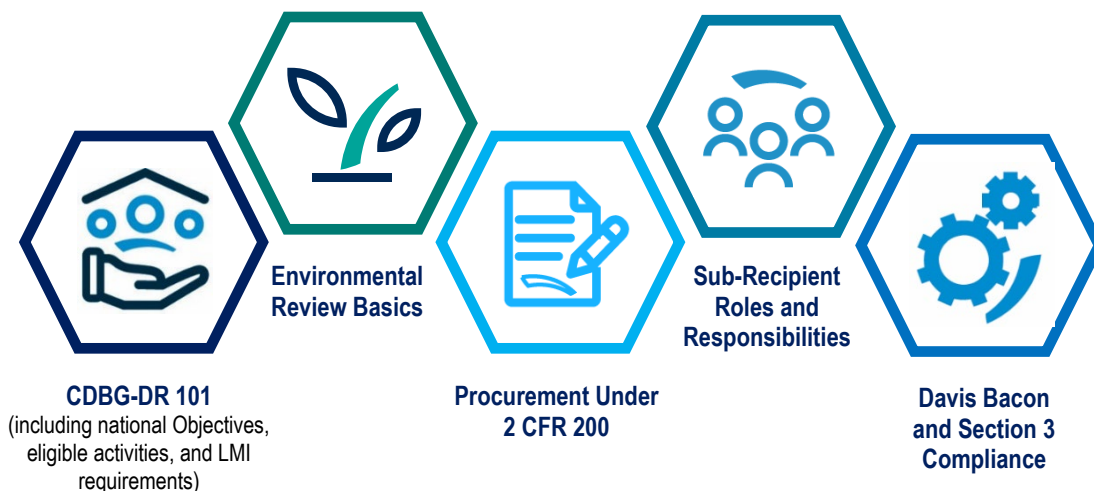 CDBG-DR 101
(including national Objectives,
eligible activities, and LMI
requirements)
Environmental
Review Basics
Procurement Under
2 CFR 200
Sub-Recipient
Roles and
Responsibilities
Davis Bacon
and Section 3
Compliance